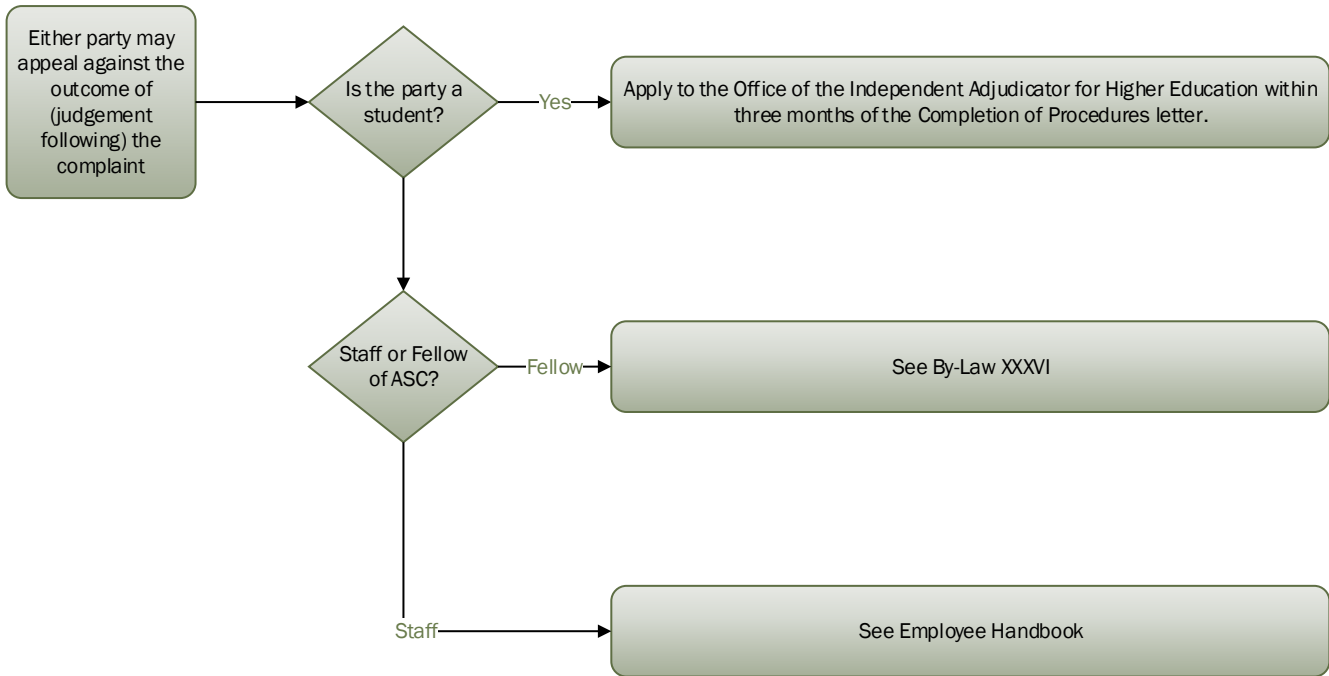 Either party may
appeal against the
outcome of
(judgement
following) the
complaint
Is the party a
student?
Yes
Apply to the Office of the Independent Adjudicator for Higher Education within
three months of the Completion of Procedures letter.
Staff or Fellow
of ASC?
Fellow
See By-Law XXXVI
Staff
See Employee Handbook